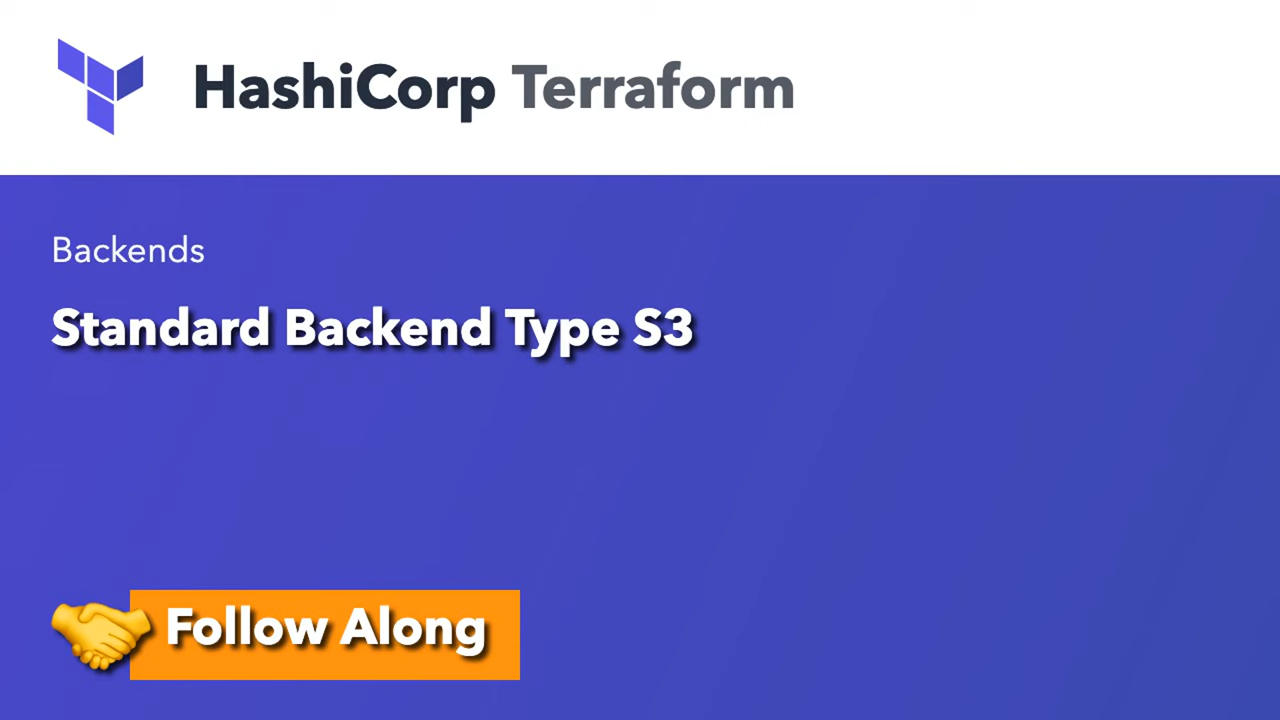 HashiCorp Terraform
Backends
Standard Backend Type S3
Follow Along